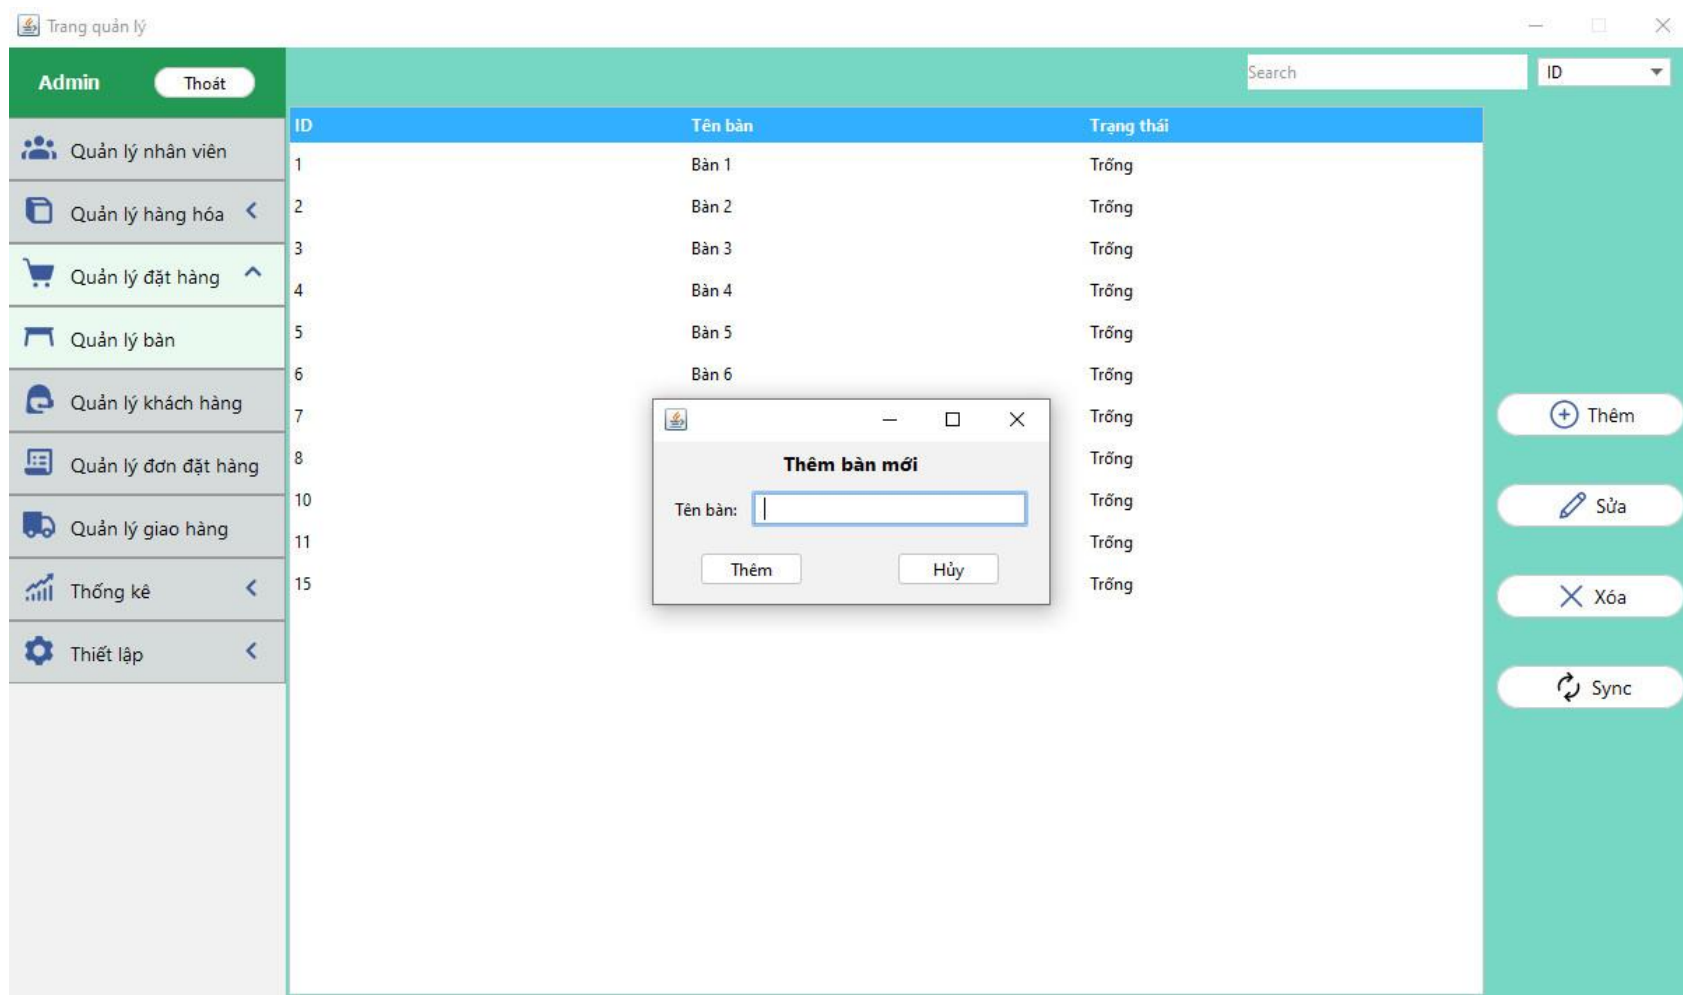 Trang quản lý
Admin Thoát
Search ID
Quản lý nhân viên
Quản lý hàng hóa
Quản lý đặt hàng
Quản lý bàn
Quản lý khách hàng
Quản lý đơn đặt hàng
Quản lý giao hàng
Thống kê
Thiết lập
ID Tên bàn Trạng thái
1 Bàn 1 Trống
2 Bàn 2 Trống
3 Bàn 3 Trống
4 Bàn 4 Trống
5 Bàn 5 Trống
6 Bàn 6 Trống
7 Trống
8 Trống
10 Trống
11 Trống
15 Trống
Thêm bàn mới
Tên bàn:
Thêm Hủy
Thêm
Sửa
Xóa
Sync